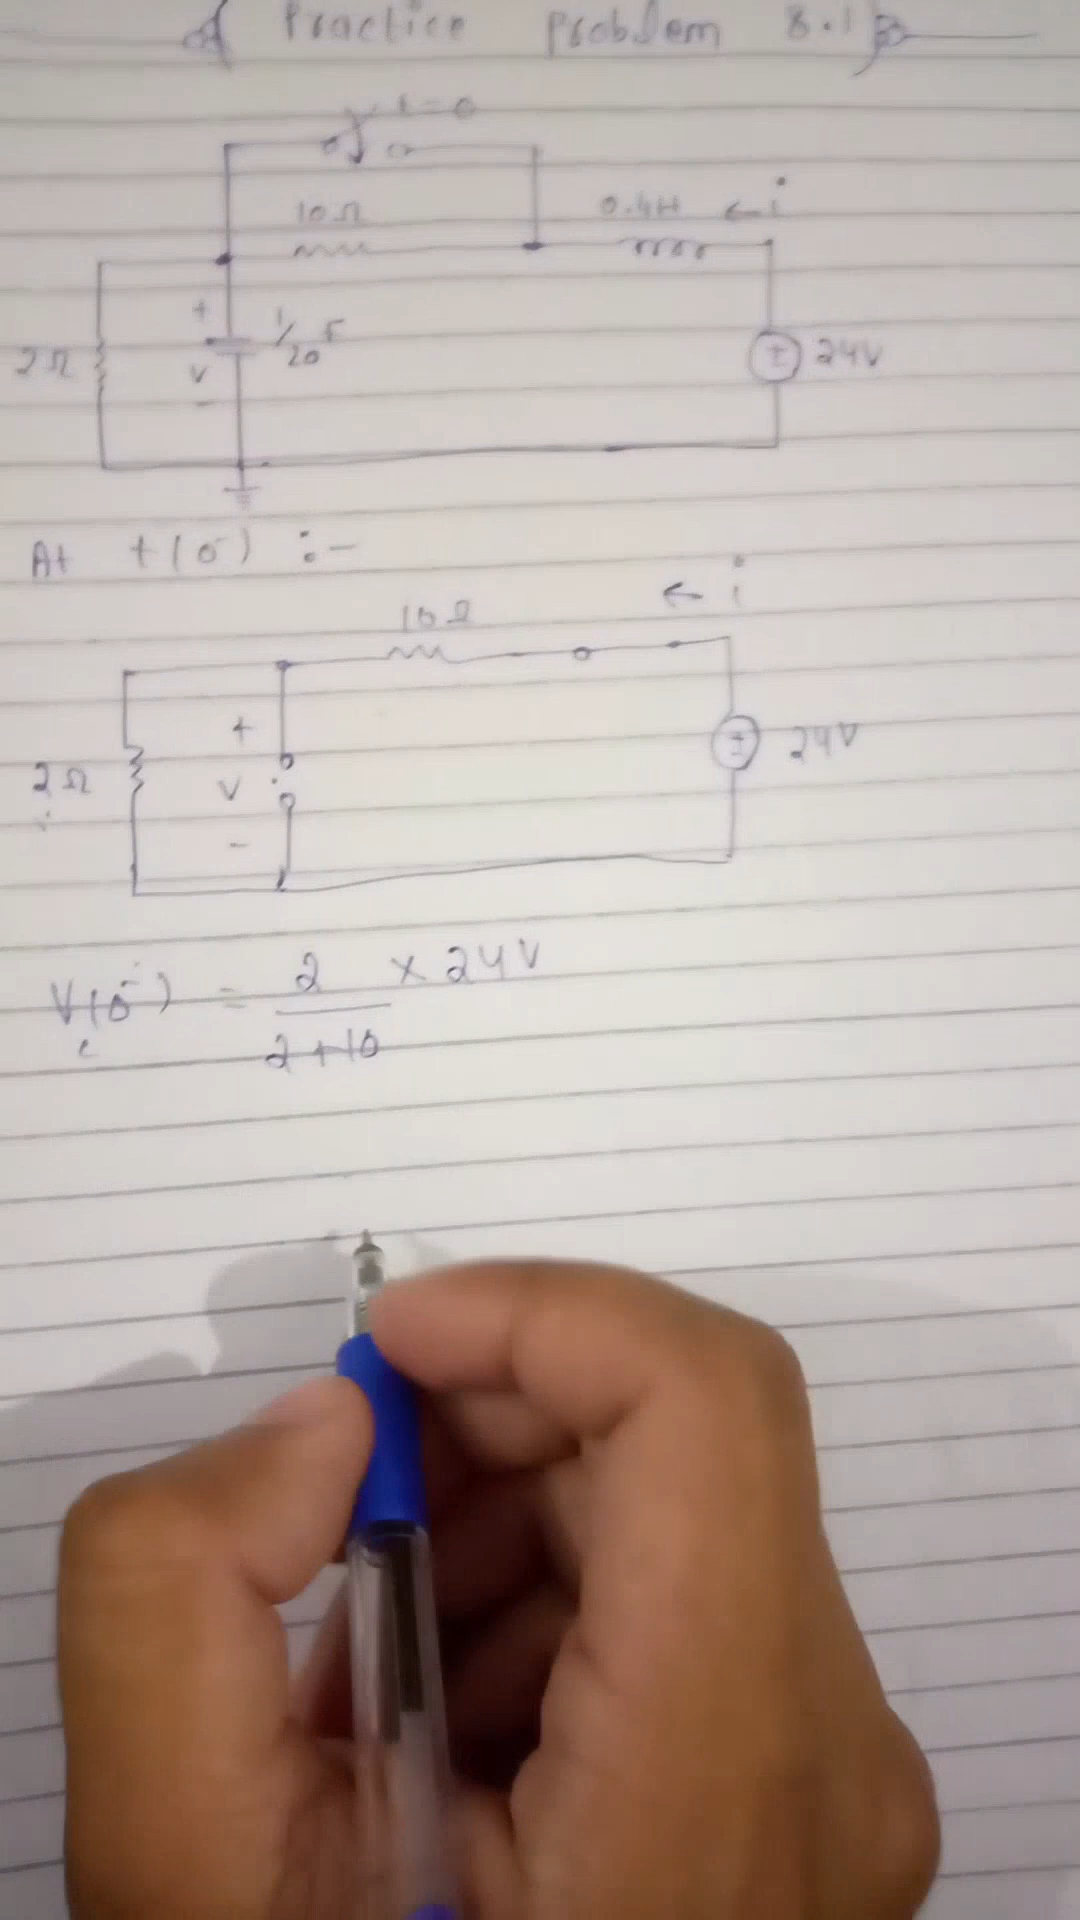 Practice Problem 8.1
t=0
10Ω
0.4H ← i
2Ω
+
V
-
1/20 F
24V
At t(0⁻) :-
← i
10Ω
2Ω
+
V
-
24V
Vc(0⁻) = 2/2+10 × 24V